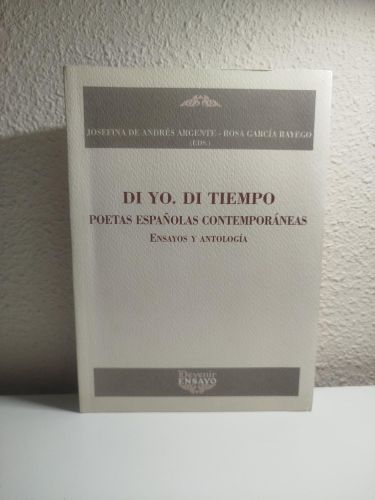 JOSEFINA DE ANDRÉS ARGENTE - ROSA GARCÍA RAYEGO
(EDS.)
DI YO. DI TIEMPO
POETAS ESPAÑOLAS CONTEMPORÁNEAS
ENSAYOS Y ANTOLOGÍA
Devenir
ENSAYO